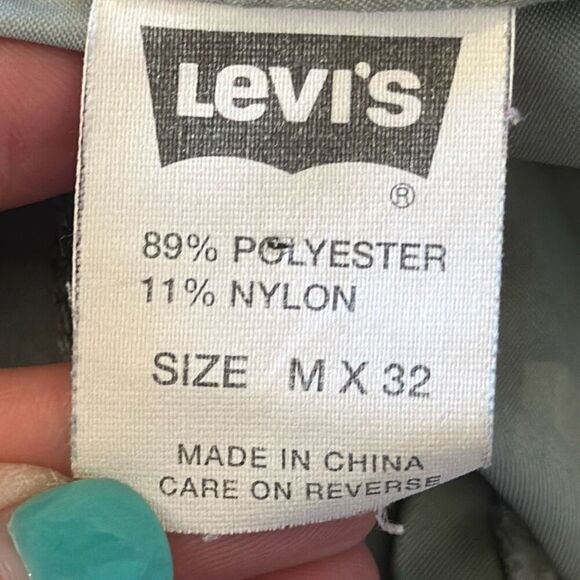 LEVI'S
®
89% POLYESTER
11% NYLON
SIZE M X 32
MADE IN CHINA
CARE ON REVERSE